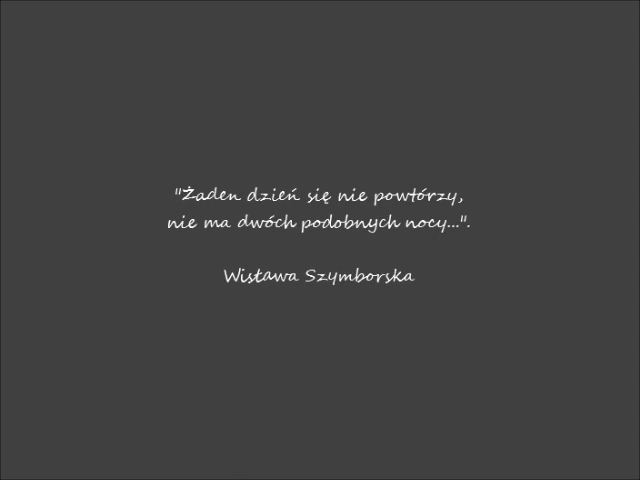 "Żaden dzień się nie powtórzy,
nie ma dwóch podobnych nocy...".
Wisława Szymborska